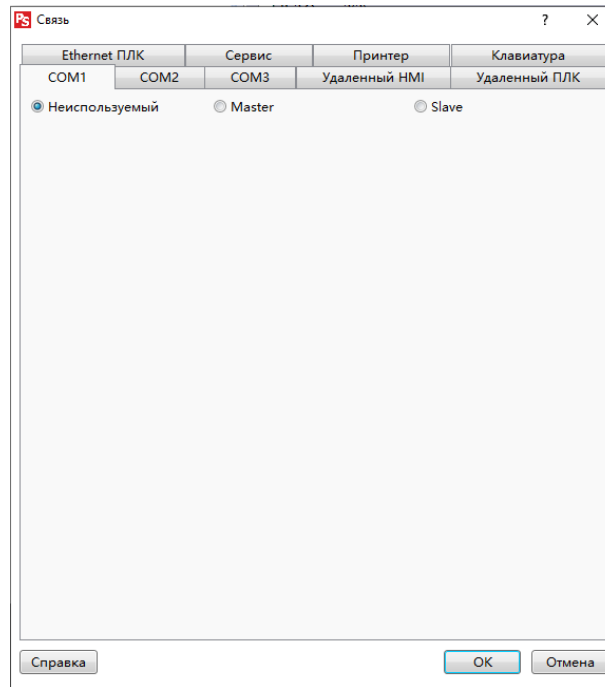 PS Связь ?
Ethernet ПЛК Сервис Принтер Клавиатура
COM1 COM2 COM3 Удаленный HMI Удаленный ПЛК
Неиспользуемый Master Slave
Справка OK Отмена